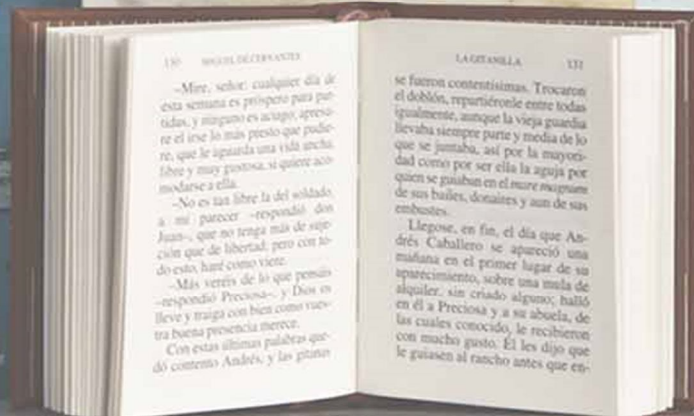 130 MIGUEL DE CERVANTES
–Mire, señor: cualquier día de
esta semana es próspero para par-
tidas, y ninguno es aciago; apresu-
re el irse lo más presto que pudie-
re, que le aguarda una vida ancha,
libre y muy gustosa, si quiere aco-
modarse a ella.
–No es tan libre la del soldado,
a mi parecer –respondió don
Juan–, que no tenga más de suje-
ción que de libertad; pero con to-
do esto, haré como viere.
–Más veréis de lo que pensáis
–respondió Preciosa–, y Dios os
lleve y traiga con bien como vues-
tra buena presencia merece.
Con estas últimas palabras que-
dó contento Andrés, y las gitanas
LA GITANILLA 131
se fueron contentísimas. Trocaron
el doblón, repartiéronle entre todas
igualmente, aunque la vieja guardia
llevaba siempre parte y media de lo
que se juntaba, así por la mayori-
dad como por ser ella la aguja por
quien se guiaban en el mare magnum
de sus bailes, donaires y aun de sus
embustes.
Llegose, en fin, el día que An-
drés Caballero se apareció una
mañana en el primer lugar de su
aparecimiento, sobre una mula de
alquiler, sin criado alguno; halló
en él a Preciosa y a su abuela, de
las cuales conocido, le recibieron
con mucho gusto. Él les dijo que
le guiasen al rancho antes que en-